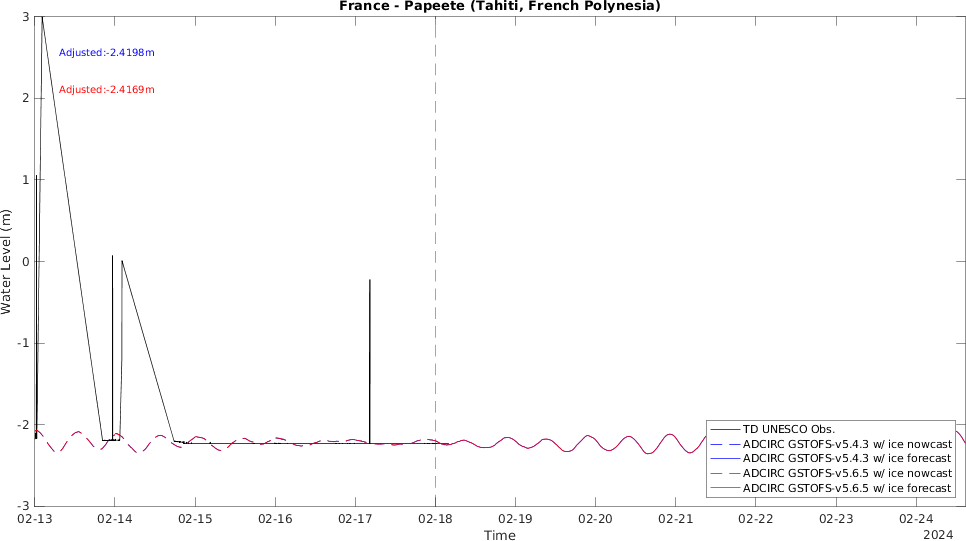 France - Papeete (Tahiti, French Polynesia)
3
2
1
0
-1
-2
-3
Water Level (m)
Adjusted:-2.4198m
Adjusted:-2.4169m
TD UNESCO Obs.
ADCIRC GSTOFS-v5.4.3 w/ ice nowcast
ADCIRC GSTOFS-v5.4.3 w/ ice forecast
ADCIRC GSTOFS-v5.6.5 w/ ice nowcast
ADCIRC GSTOFS-v5.6.5 w/ ice forecast
02-13 02-14 02-15 02-16 02-17 02-18 02-19 02-20 02-21 02-22 02-23 02-24
Time
2024